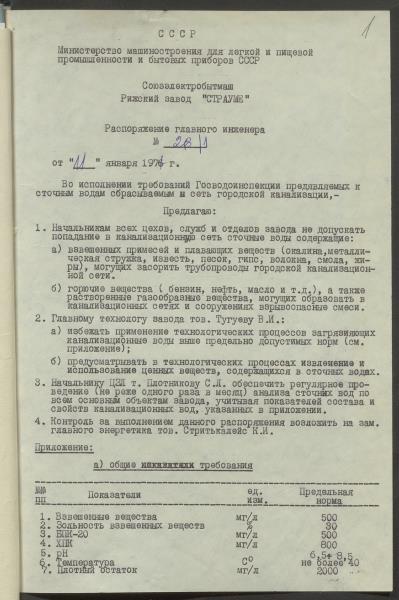 1
С С С Р
Министерство машиностроения для легкой и пищевой
промышленности и бытовых приборов СССР
Союзэлектробытмаш
Рижский завод "СТРАУМЕ"
Распоряжение главного инженера
№
от "11" января 197 г.
Во исполнении требований Госводоинспекции предявляемых к
сточным водам сбрасываемым в сеть городской канализации,-
Предлагаю:
1. Начальникам всех цехов, служб и отделов завода не допускать
попадание в канализационную сеть сточные воды содержащие:
а) взвешенных примесей и плавающих веществ (окалина,металли-
ческая стружка, известь, песок, гипс, волокна, смола, жи-
ры), могущих засорить трубопроводы городской канализацион-
ной сети.
б) горючие вещества ( бензин, нефть, масло и т.д.), а также
растворенные газообразные вещества, могущих образовать в
канализационных сетях и сооружениях взрывоопасные смеси.
2. Главному технологу завода тов. Тугуеву В.И.:
а) избежать применение технологических процессов загрязняющих
канализационные воды выше предельно допустимых норм (см.
приложение);
б) предусматривать в технологических процессах извлечение и
использование ценных веществ, содержащихся в сточных водах.
3. Начальнику ЦЗЛ т. Плотникову С.Л. обеспечить регулярное про-
ведение (не реже одного раза в месяц) анализа сточных вод по
всем основным объектам завода, учитывая показателей состава и
свойств канализационных вод, указанных в приложении.
4. Контроль за выполнением данного распоряжения возложить на зам.
главного энергетика тов. Стритькалейс К.И.
Приложение:
а) общие показатели требования
№№ пп Показатели ед. изм. Предельная норма
1. Взвешенные вещества мг/л 500
2. Зольность взвешенных веществ % 30
3. БПК-20 мг/л 500
4. ХПК мг/л 800
5. pH 6,5+ 8,5
6. Температура С° не более 40
7. Плотный остаток мг/л 2000